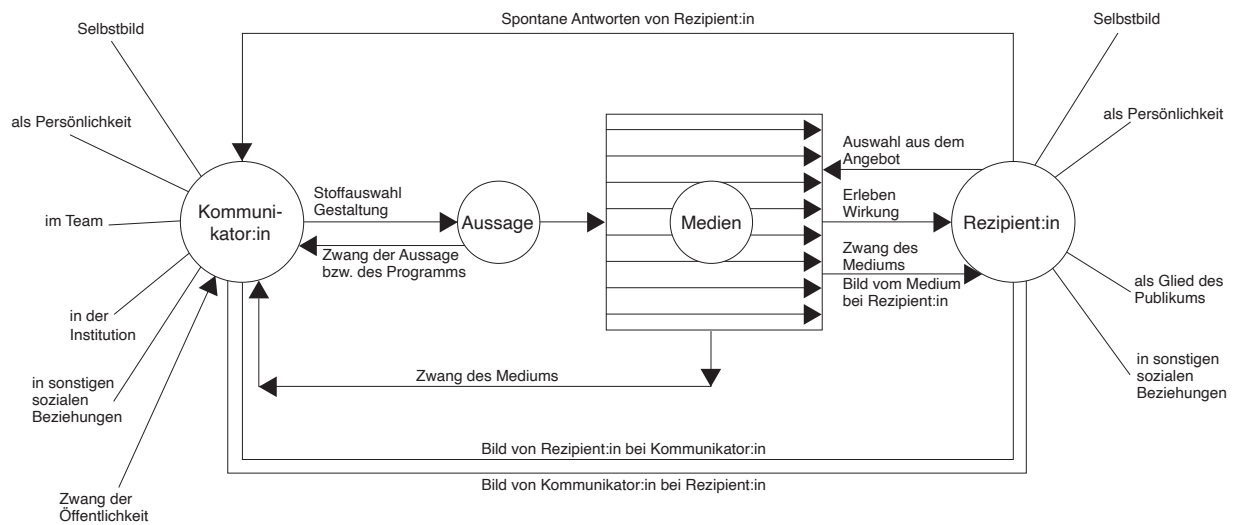 Spontane Antworten von Rezipient:in
Selbstbild
als Persönlichkeit
im Team
in der
Institution
in sonstigen
sozialen
Beziehungen
Zwang der
Öffentlichkeit
Kommuni-
kator:in
Stoffauswahl
Gestaltung
Zwang der Aussage
bzw. des Programms
Aussage
Medien
Zwang des Mediums
Auswahl aus dem
Angebot
Erleben
Wirkung
Zwang des
Mediums
Bild vom Medium
bei Rezipient:in
Rezipient:in
Selbstbild
als Persönlichkeit
als Glied des
Publikums
in sonstigen
sozialen
Beziehungen
Bild von Rezipient:in bei Kommunikator:in
Bild von Kommunikator:in bei Rezipient:in